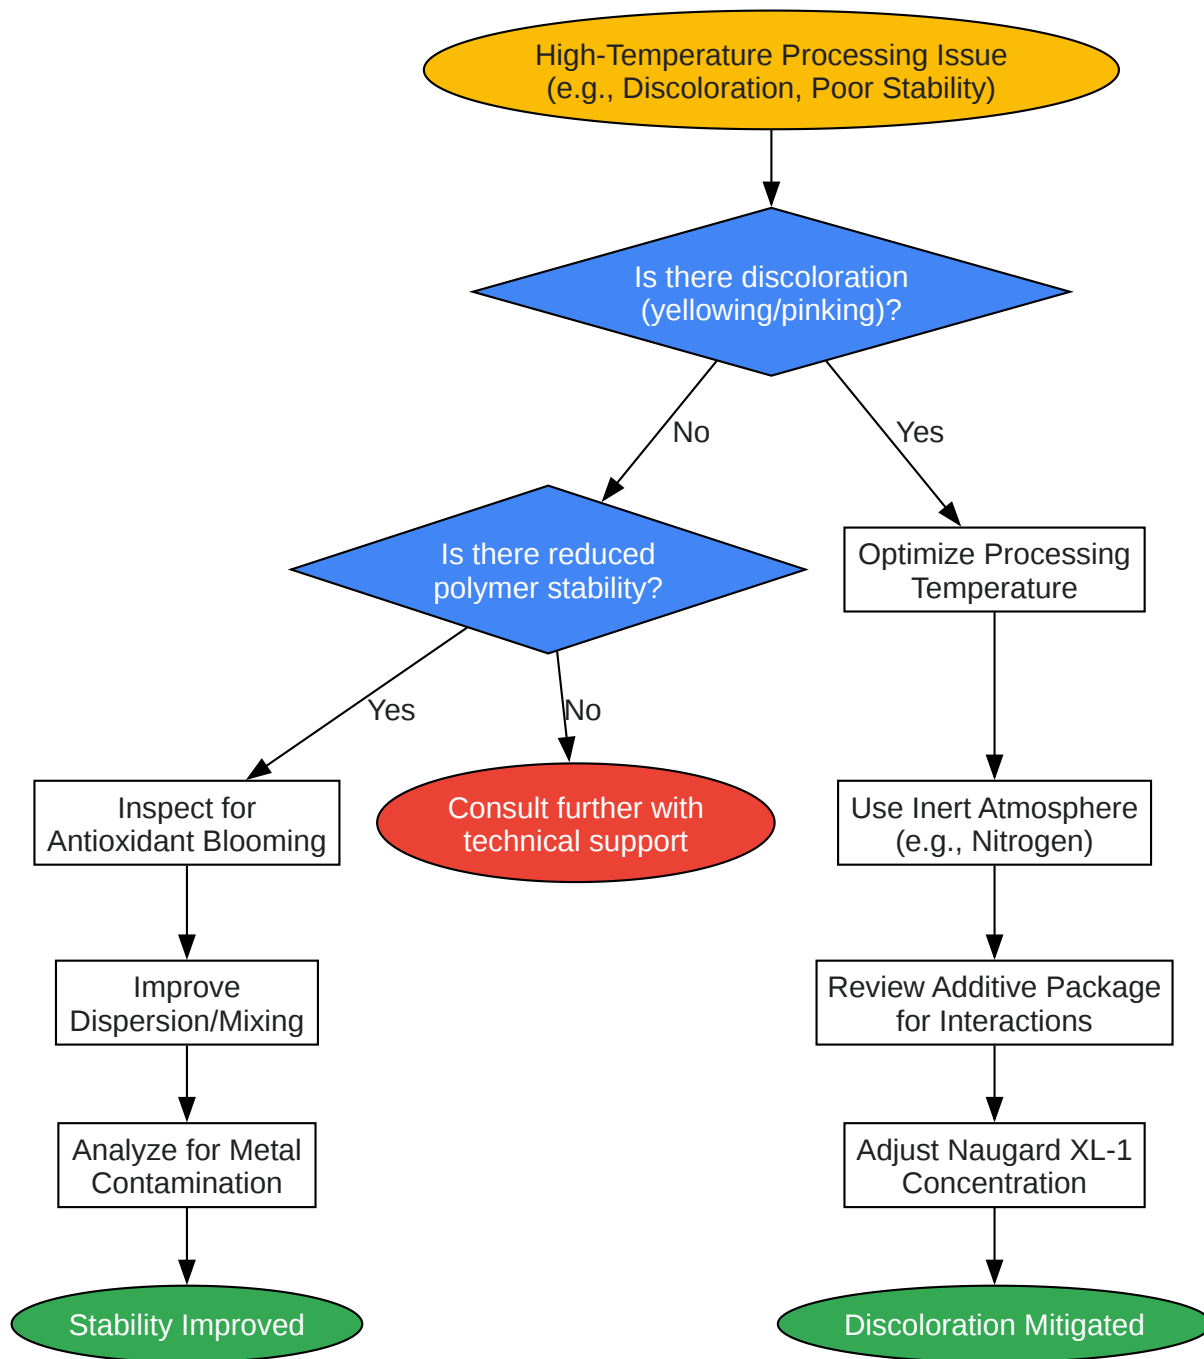 High-Temperature Processing Issue
(e.g., Discoloration, Poor Stability)
Is there discoloration
(yellowing/pinking)?
No
Yes
Is there reduced
polymer stability?
Optimize Processing
Temperature
Yes
No
Inspect for
Antioxidant Blooming
Consult further with
technical support
Use Inert Atmosphere
(e.g., Nitrogen)
Improve
Dispersion/Mixing
Review Additive Package
for Interactions
Analyze for Metal
Contamination
Adjust Naugard XL-1
Concentration
Stability Improved
Discoloration Mitigated